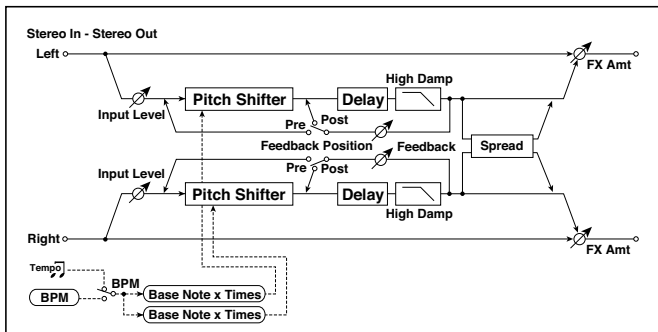 Stereo In - Stereo Out
Left
FX Amt
High Damp
Input Level
Pitch Shifter
Delay
Post
Pre
Feedback Position
Feedback
Spread
Input Level
Pre
Post
Pitch Shifter
Delay
High Damp
Right
FX Amt
Tempo
BPM
BPM
Base Note x Times
Base Note x Times